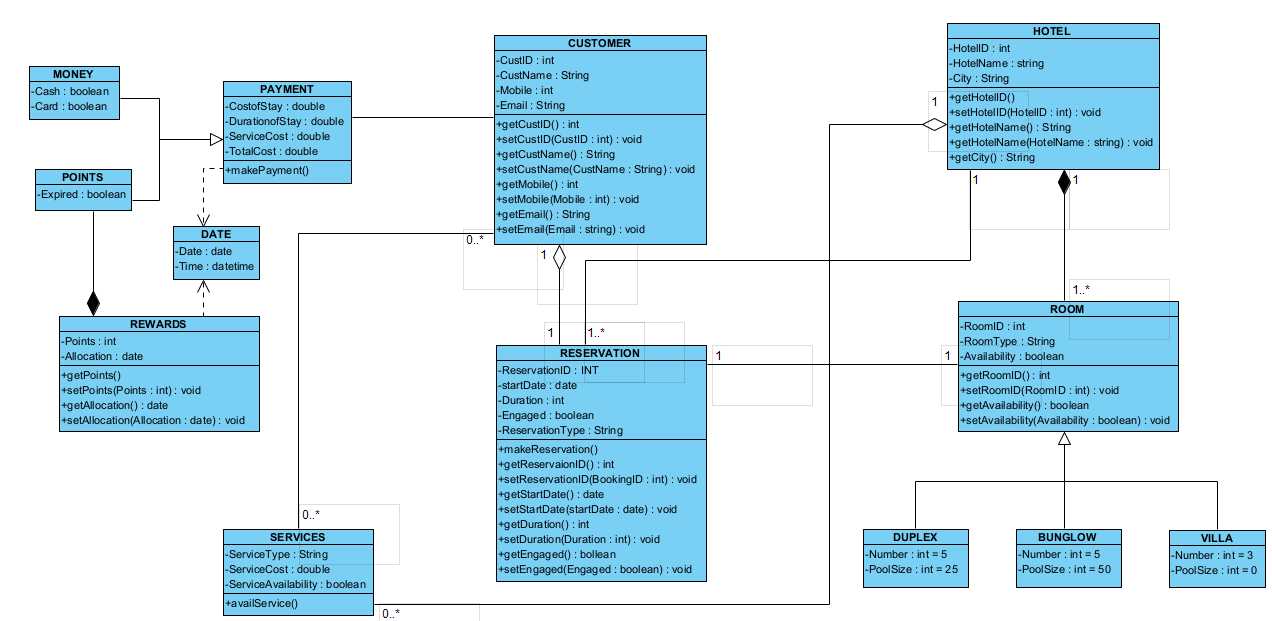 MONEY
-Cash : boolean
-Card : boolean
PAYMENT
-CostofStay : double
-DurationofStay : double
-ServiceCost : double
-TotalCost : double
+makePayment()
CUSTOMER
-CustID : int
-CustName : String
-Mobile : int
-Email : String
+getCustID() : int
+setCustID(CustID : int) : void
+getCustName() : String
+setCustName(CustName : String) : void
+getMobile() : int
+setMobile(Mobile : int) : void
+getEmail() : String
+setEmail(Email : string) : void
HOTEL
-HotelID : int
-HotelName : string
-City : String
+getHotelID()
+setHotelID(HotelID : int) : void
+getHotelName() : String
+getHotelName(HotelName : string) : void
+getCity() : String
1
1
1
POINTS
-Expired : boolean
DATE
-Date : date
-Time : datetime
0..*
1
1
1..*
1..*
REWARDS
-Points : int
-Allocation : date
+getPoints()
+setPoints(Points : int) : void
+getAllocation() : date
+setAllocation(Allocation : date) : void
RESERVATION
-ReservationID : INT
-startDate : date
-Duration : int
-Engaged : boolean
-ReservationType : String
+makeReservation()
+getReservaionID() : int
+setReservationID(BookingID : int) : void
+getStartDate() : date
+setStartDate(startDate : date) : void
+getDuration() : int
+setDuration(Duration : int) : void
+getEngaged() : bollean
+setEngaged(Engaged : boolean) : void
1
1
ROOM
-RoomID : int
-RoomType : String
-Availability : boolean
+getRoomID() : int
+setRoomID(RoomID : int) : void
+getAvailability() : boolean
+setAvailability(Availability : boolean) : void
0..*
SERVICES
-ServiceType : String
-ServiceCost : double
-ServiceAvailability : boolean
+availService()
0..*
DUPLEX
-Number : int = 5
-PoolSize : int = 25
BUNGLOW
-Number : int = 5
-PoolSize : int = 50
VILLA
-Number : int = 3
-PoolSize : int = 0